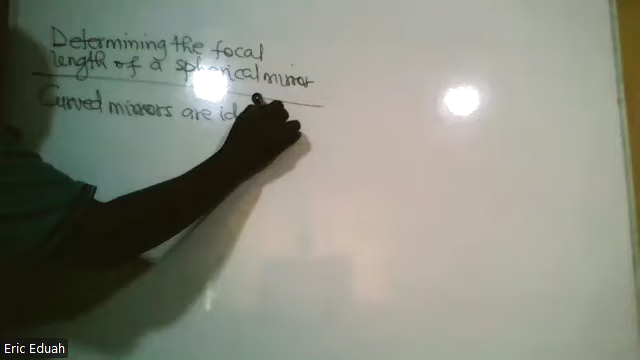 Determining the focal
length of a spherical mirror
Curved mirrors are id
Eric Eduah